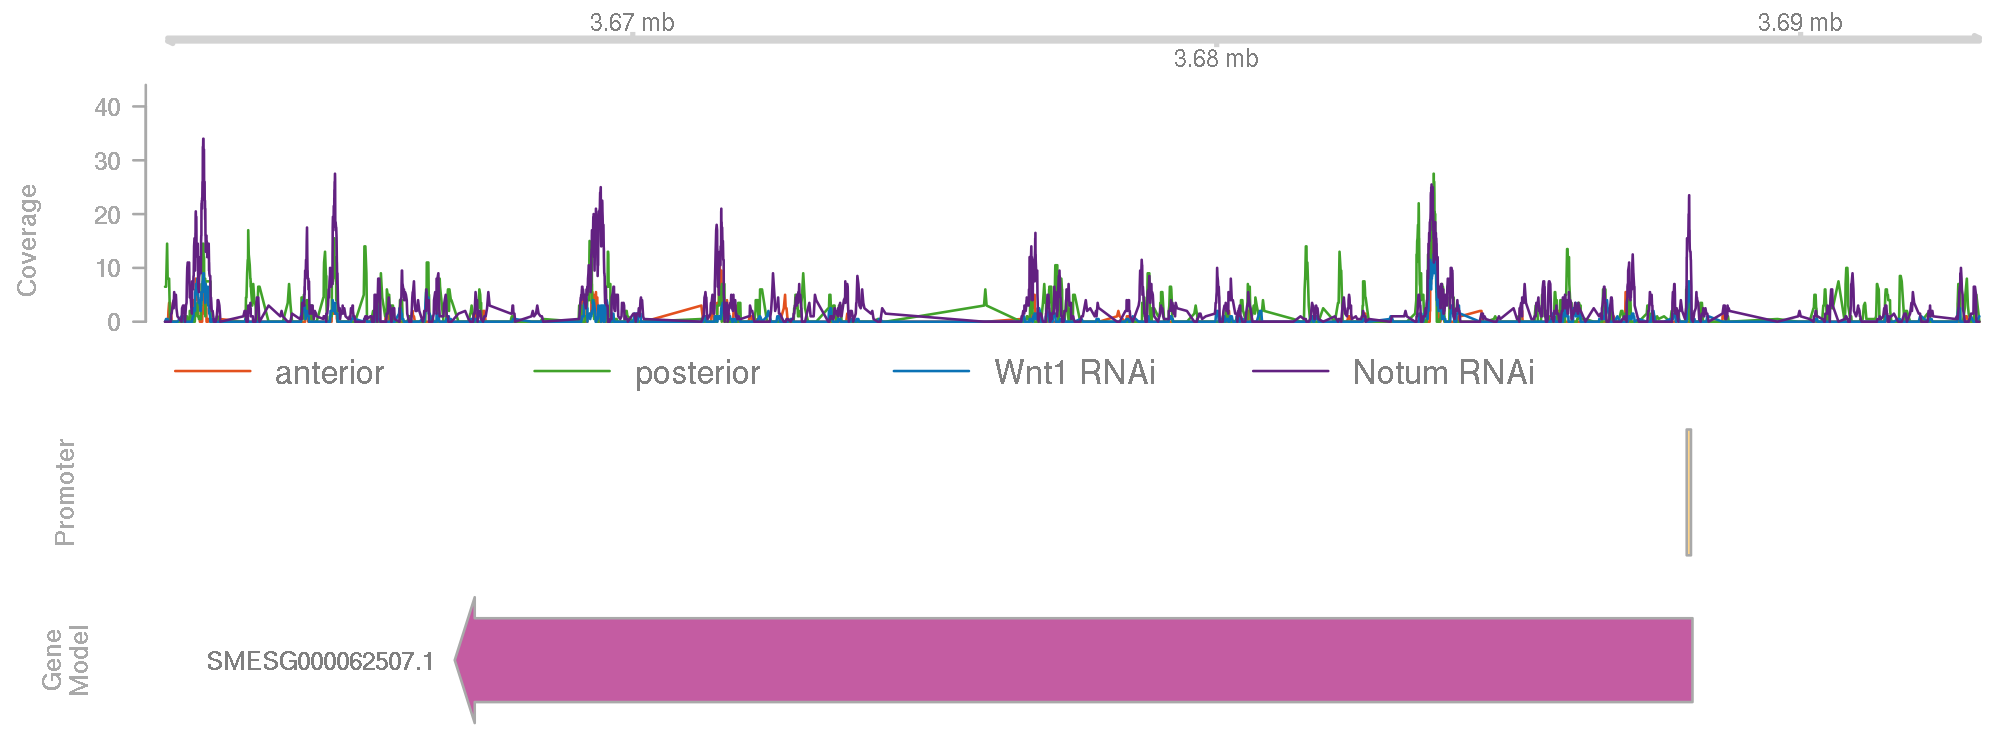 3.67 mb
3.69 mb
3.68 mb
Coverage
40
30
20
10
0
anterior
posterior
Wnt1 RNAi
Notum RNAi
Promoter
Gene
Model
SMESG000062507.1